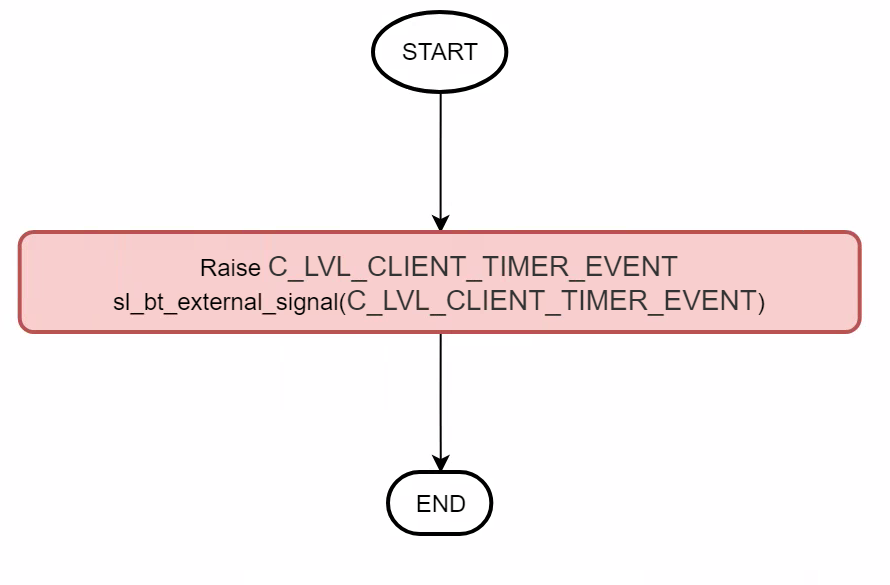 START
Raise C_LVL_CLIENT_TIMER_EVENT
sl_bt_external_signal(C_LVL_CLIENT_TIMER_EVENT)
END